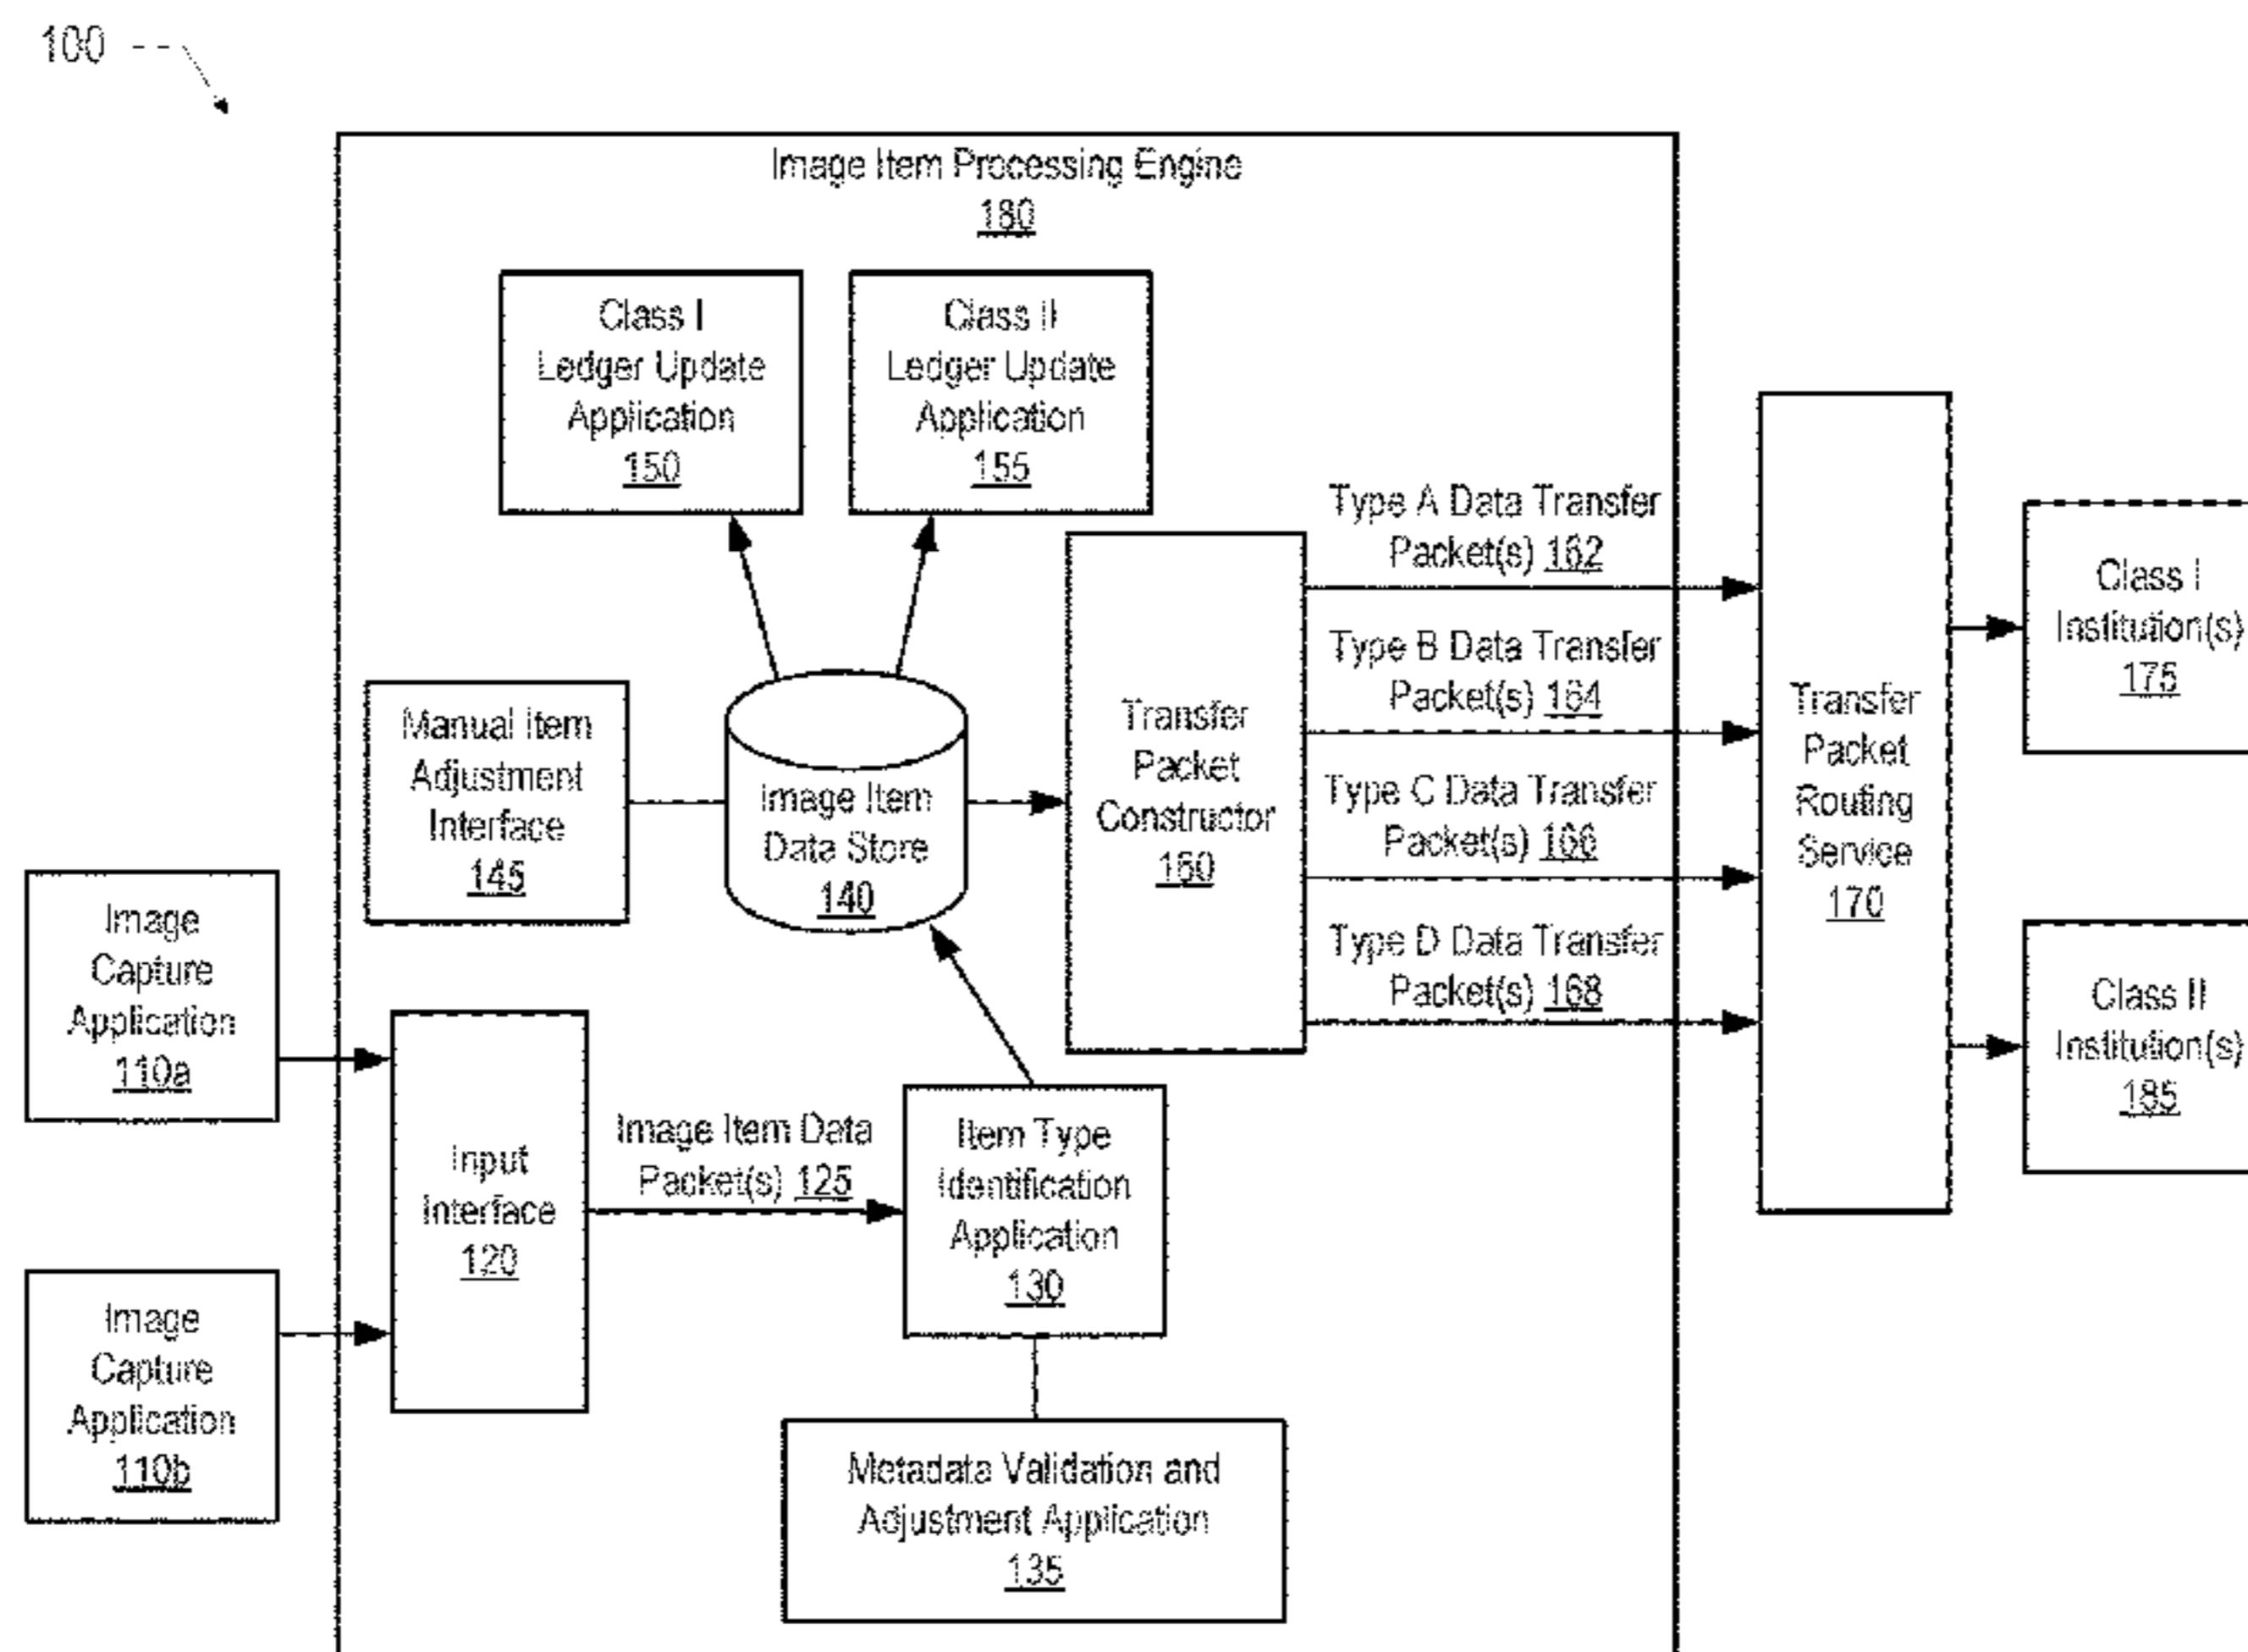 100
Image Item Processing Engine
180
Class I
Ledger Update
Application
150
Class II
Ledger Update
Application
155
Type A Data Transfer
Packet(s) 162
Type B Data Transfer
Packet(s) 164
Type C Data Transfer
Packet(s) 166
Type D Data Transfer
Packet(s) 168
Transfer
Packet
Constructor
160
Transfer
Packet
Routing
Service
170
Class I
Institution(s)
175
Class II
Institution(s)
185
Manual Item
Adjustment
Interface
145
Image Item
Data Store
140
Image
Capture
Application
110a
Image
Capture
Application
110b
Input
Interface
120
Image Item Data
Packet(s) 125
Item Type
Identification
Application
130
Metadata Validation and
Adjustment Application
135